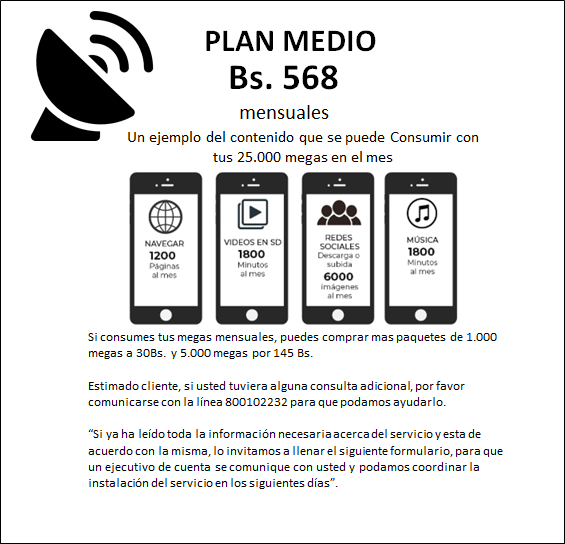 PLAN MEDIO
Bs. 568
mensuales
Un ejemplo del contenido que se puede Consumir con
tus 25.000 megas en el mes
NAVEGAR
1200
Páginas
al mes
VIDEOS EN SD
1800
Minutos
al mes
REDES
SOCIALES
Descarga o
subida
6000
imágenes
al mes
MÚSICA
1800
Minutos
al mes
Si consumes tus megas mensuales, puedes comprar mas paquetes de 1.000
megas a 30Bs. y 5.000 megas por 145 Bs.
Estimado cliente, si usted tuviera alguna consulta adicional, por favor
comunicarse con la línea 800102232 para que podamos ayudarlo.
“Si ya ha leído toda la información necesaria acerca del servicio y esta de
acuerdo con la misma, lo invitamos a llenar el siguiente formulario, para que
un ejecutivo de cuenta se comunique con usted y podamos coordinar la
instalación del servicio en los siguientes días”.